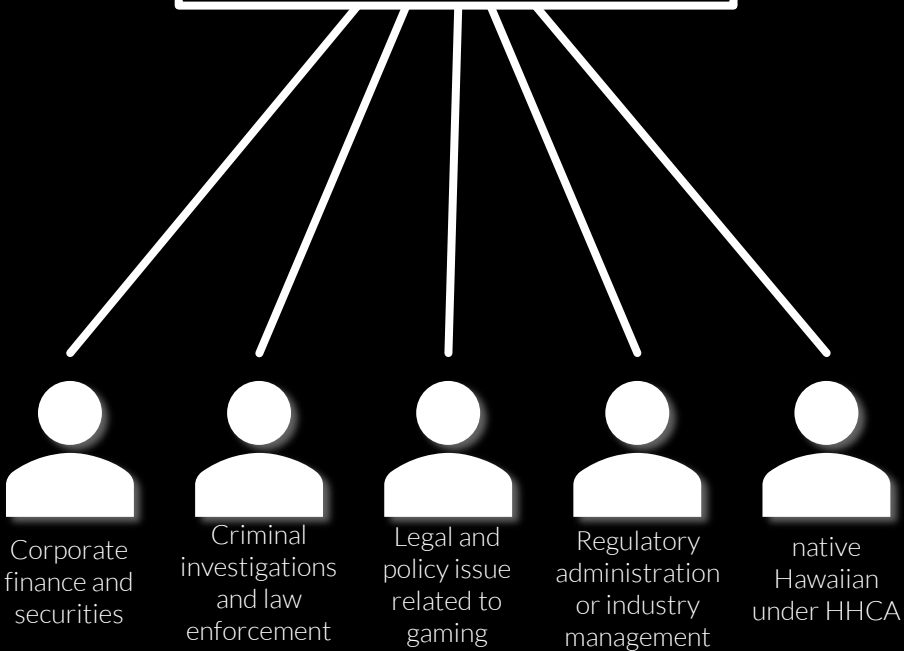 Corporate
finance and
securities
Criminal
investigations
and law
enforcement
Legal and
policy issue
related to
gaming
Regulatory
administration
or industry
management
native
Hawaiian
under HHCA